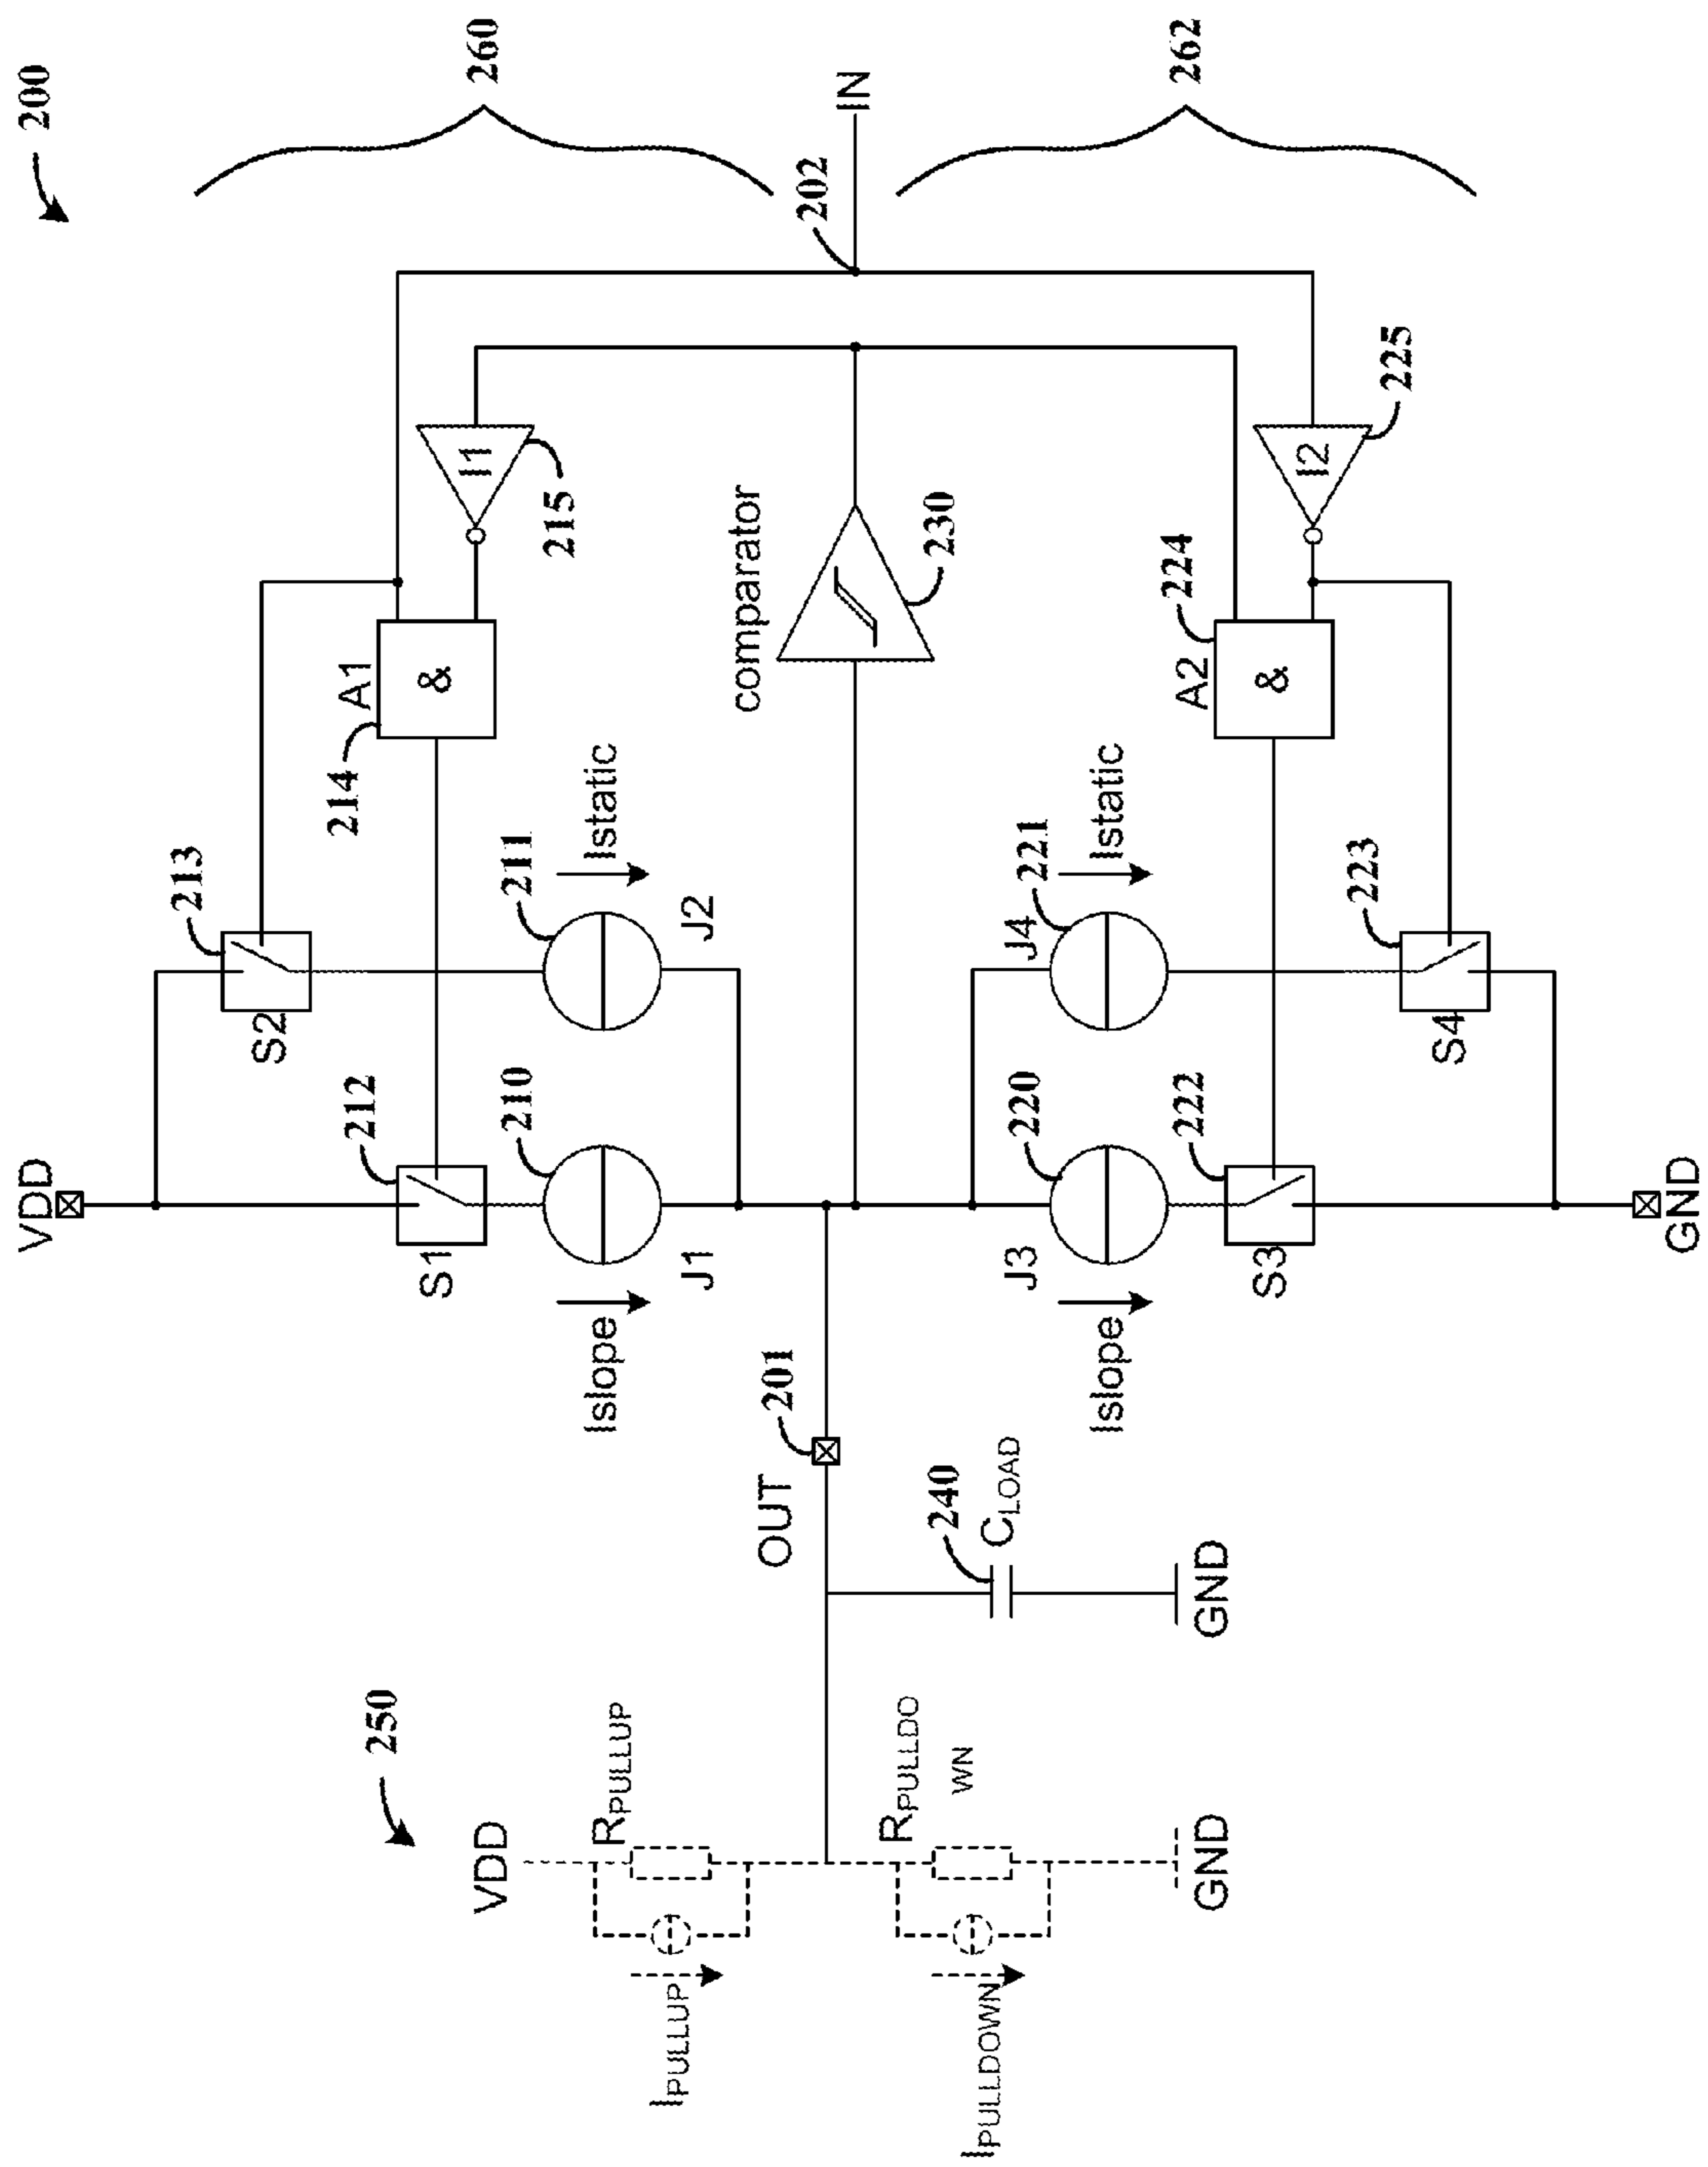 200
260
262
IN
202
VDD
213
S2
212
S1
214
A1
&
I1
215
211
Istatic
J2
210
Islope
J1
comparator
230
OUT
201
J4
221
Istatic
J3
220
Islope
A2
224
&
I2
225
223
S4
222
S3
GND
240
CLOAD
GND
250
VDD
RPULLUP
IPULLUP
RPULLDO
WN
IPULLDOWN
GND